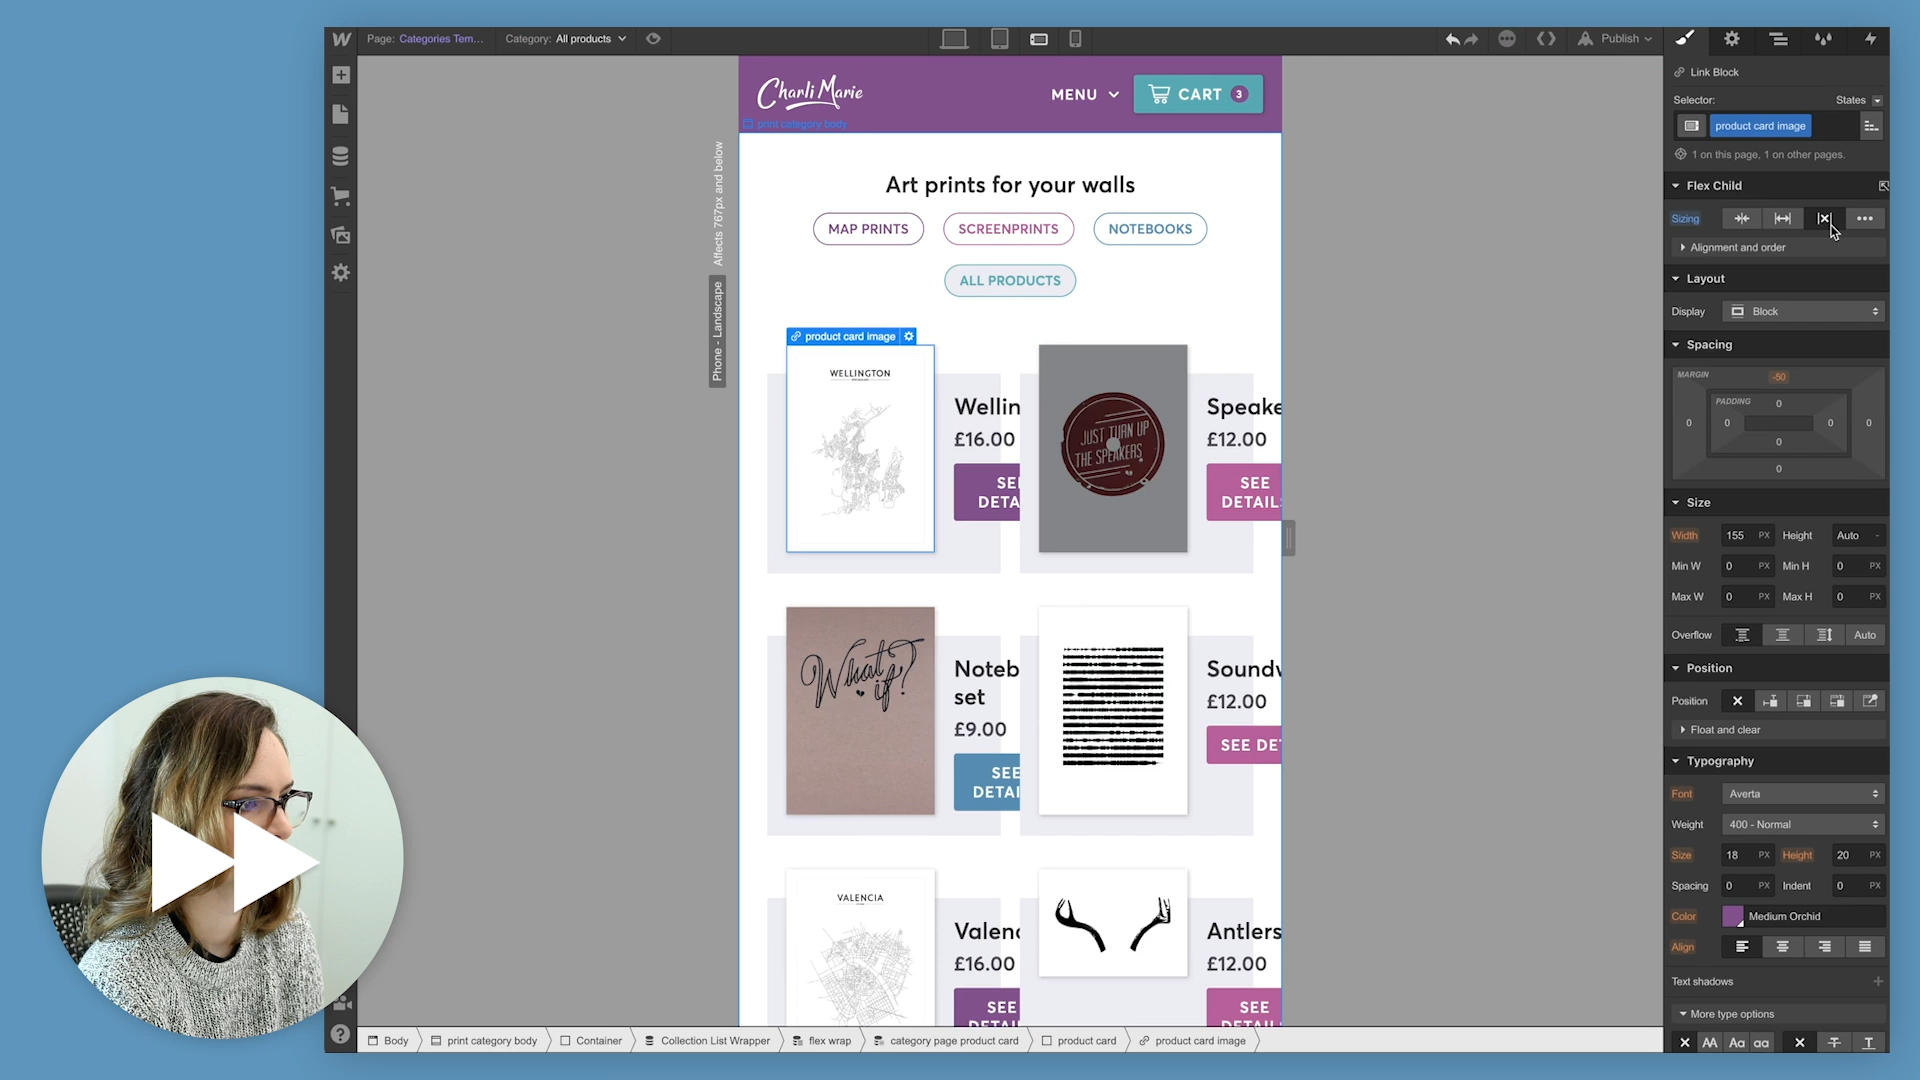 Page: Categories Tem...
Category: All products
Publish
Link Block
Selector:
States
product card image
1 on this page, 1 on other pages.
Flex Child
Sizing
Alignment and order
Layout
Display
Block
Spacing
MARGIN
-50
PADDING
0
0
0
0
0
0
0
Size
Width
155
PX
Height
Auto
-
Min W
0
PX
Min H
0
PX
Max W
0
PX
Max H
0
PX
Overflow
Auto
Position
Position
Float and clear
Typography
Font
Averta
Weight
400 - Normal
Size
18
PX
Height
20
PX
Spacing
0
PX
Indent
0
PX
Color
Medium Orchid
Align
Text shadows
More type options
AA
Aa
aa
T
T
Affects 767px and below
Phone - Landscape
Charli Marie
MENU
CART 3
print category body
Art prints for your walls
MAP PRINTS
SCREENPRINTS
NOTEBOOKS
ALL PRODUCTS
product card image
WELLINGTON
Wellin
£16.00
SEE
DETA
JUST TURN UP
THE SPEAKERS
Speake
£12.00
SEE
DETAIL
What if?
Noteb
set
£9.00
SEE
DETAI
Soundw
£12.00
SEE DET
VALENCIA
Valenc
£16.00
SEE
DETAI
Antlers
£12.00
SEE
DETAIL
Body
print category body
Container
Collection List Wrapper
flex wrap
category page product card
product card
product card image